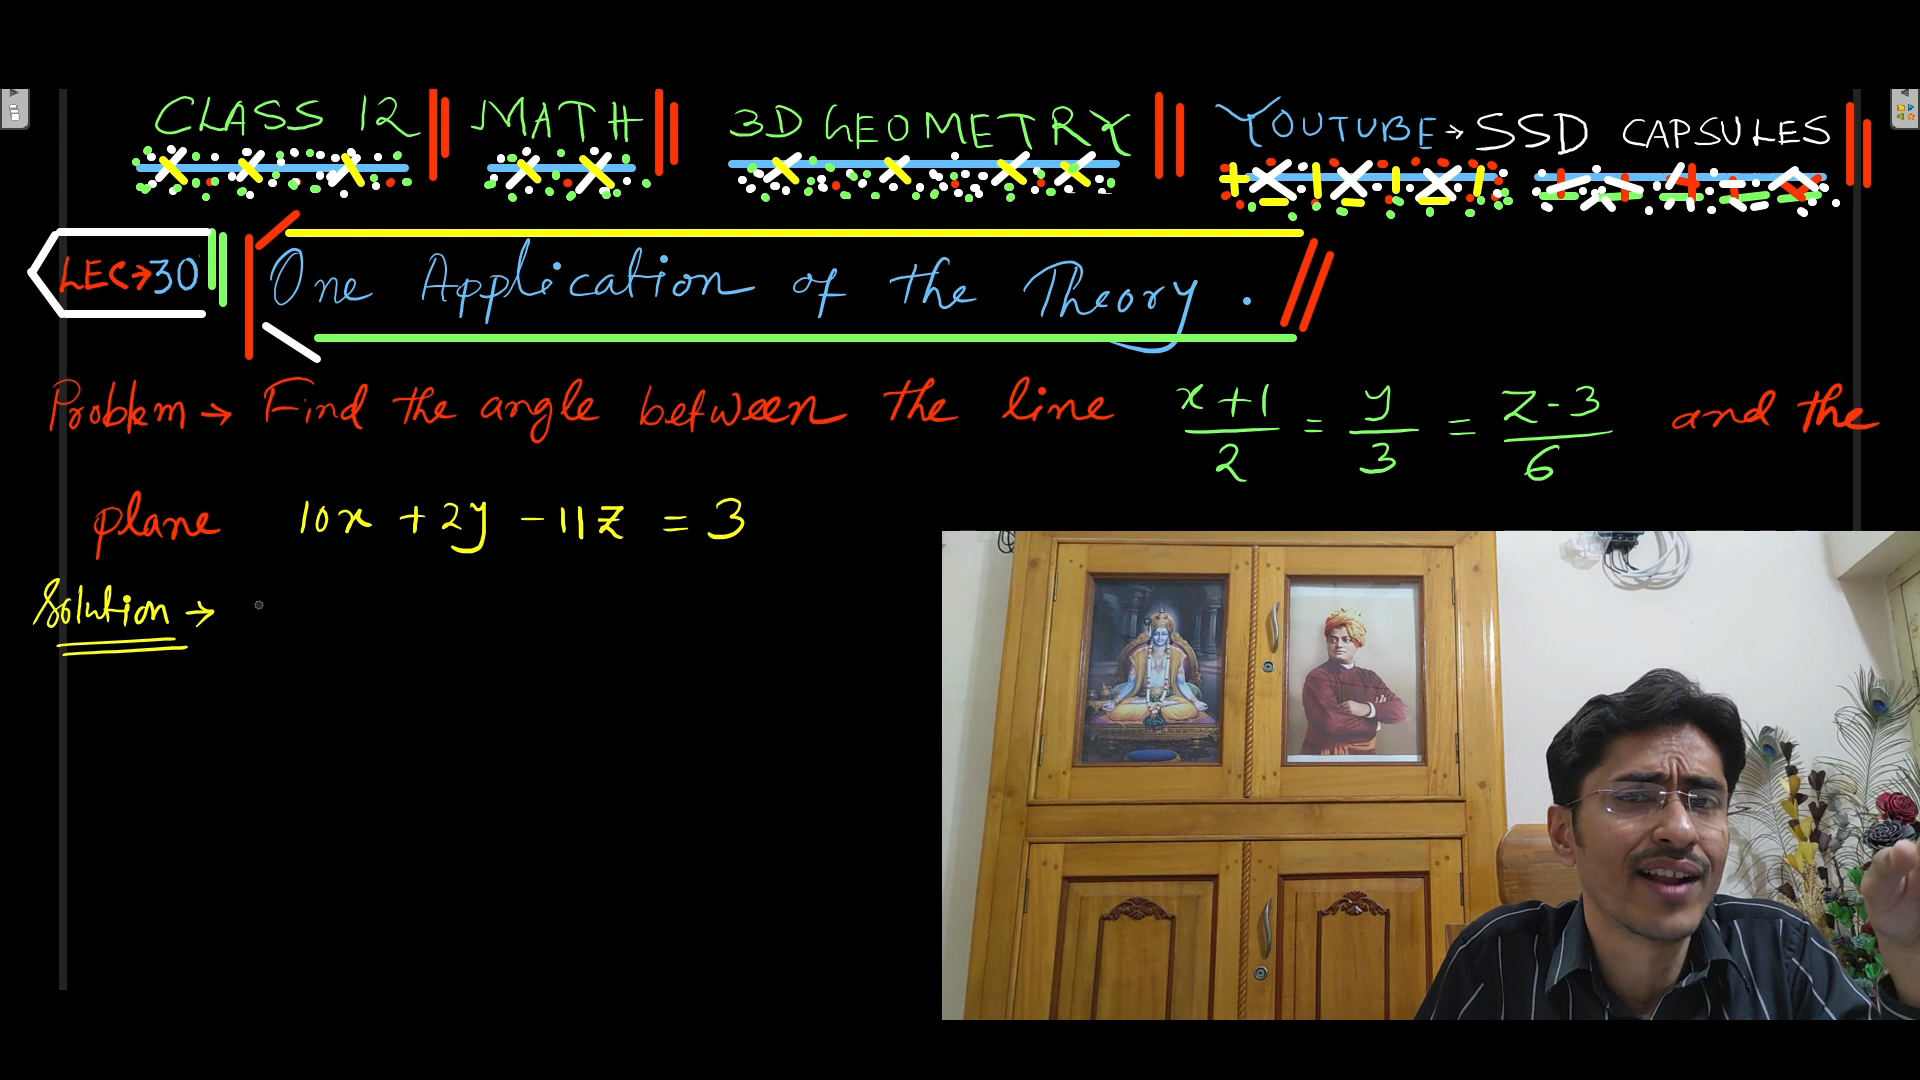 CLASS 12 || MATH || 3D GEOMETRY || YOUTUBE → SSD CAPSULES ||
LEC→30 || One Application of the Theory . //
Problem → Find the angle between the line x+1/2 = y/3 = z-3/6 and the
plane 10x + 2y - 11z = 3
Solution →